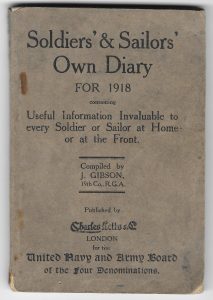 Soldiers' & Sailors'
Own Diary
FOR 1918
containing
Useful Information Invaluable to
every Soldier or Sailor at Home
or at the Front.
Compiled by
J. GIBSON,
15th Co., R.G.A.
Published by
Charles Letts & Co
LONDON
for the
United Navy and Army Board
of the Four Denominations.